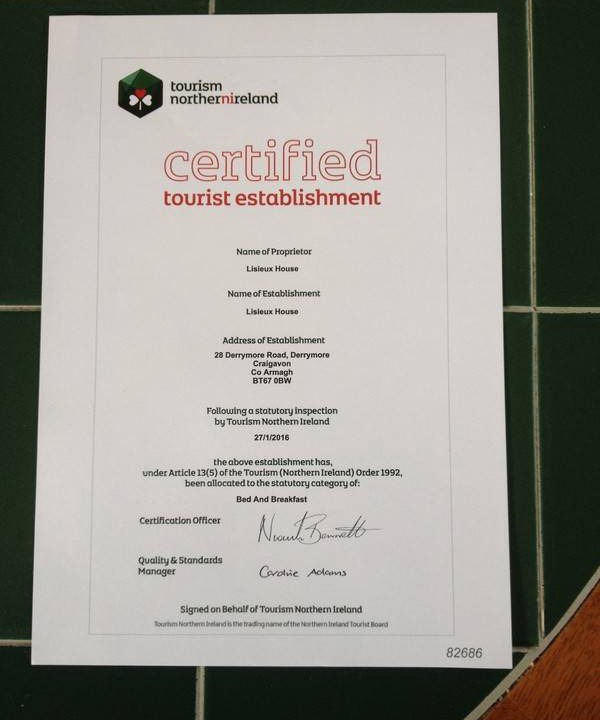 tourism
northernireland
certified
tourist establishment
Name of Proprietor
Lisieux House
Name of Establishment
Lisieux House
Address of Establishment
28 Derrymore Road, Derrymore
Craigavon
Co Armagh
BT67 0BW
Following a statutory inspection
by Tourism Northern Ireland
27/1/2016
the above establishment has,
under Article 13(5) of the Tourism (Northern Ireland) Order 1992,
been allocated to the statutory category of:
Bed And Breakfast
Certification Officer
Bennett
Quality & Standards
Manager
Caroline Adams
Signed on Behalf of Tourism Northern Ireland
Tourism Northern Ireland is the trading name of the Northern Ireland Tourist Board
82686